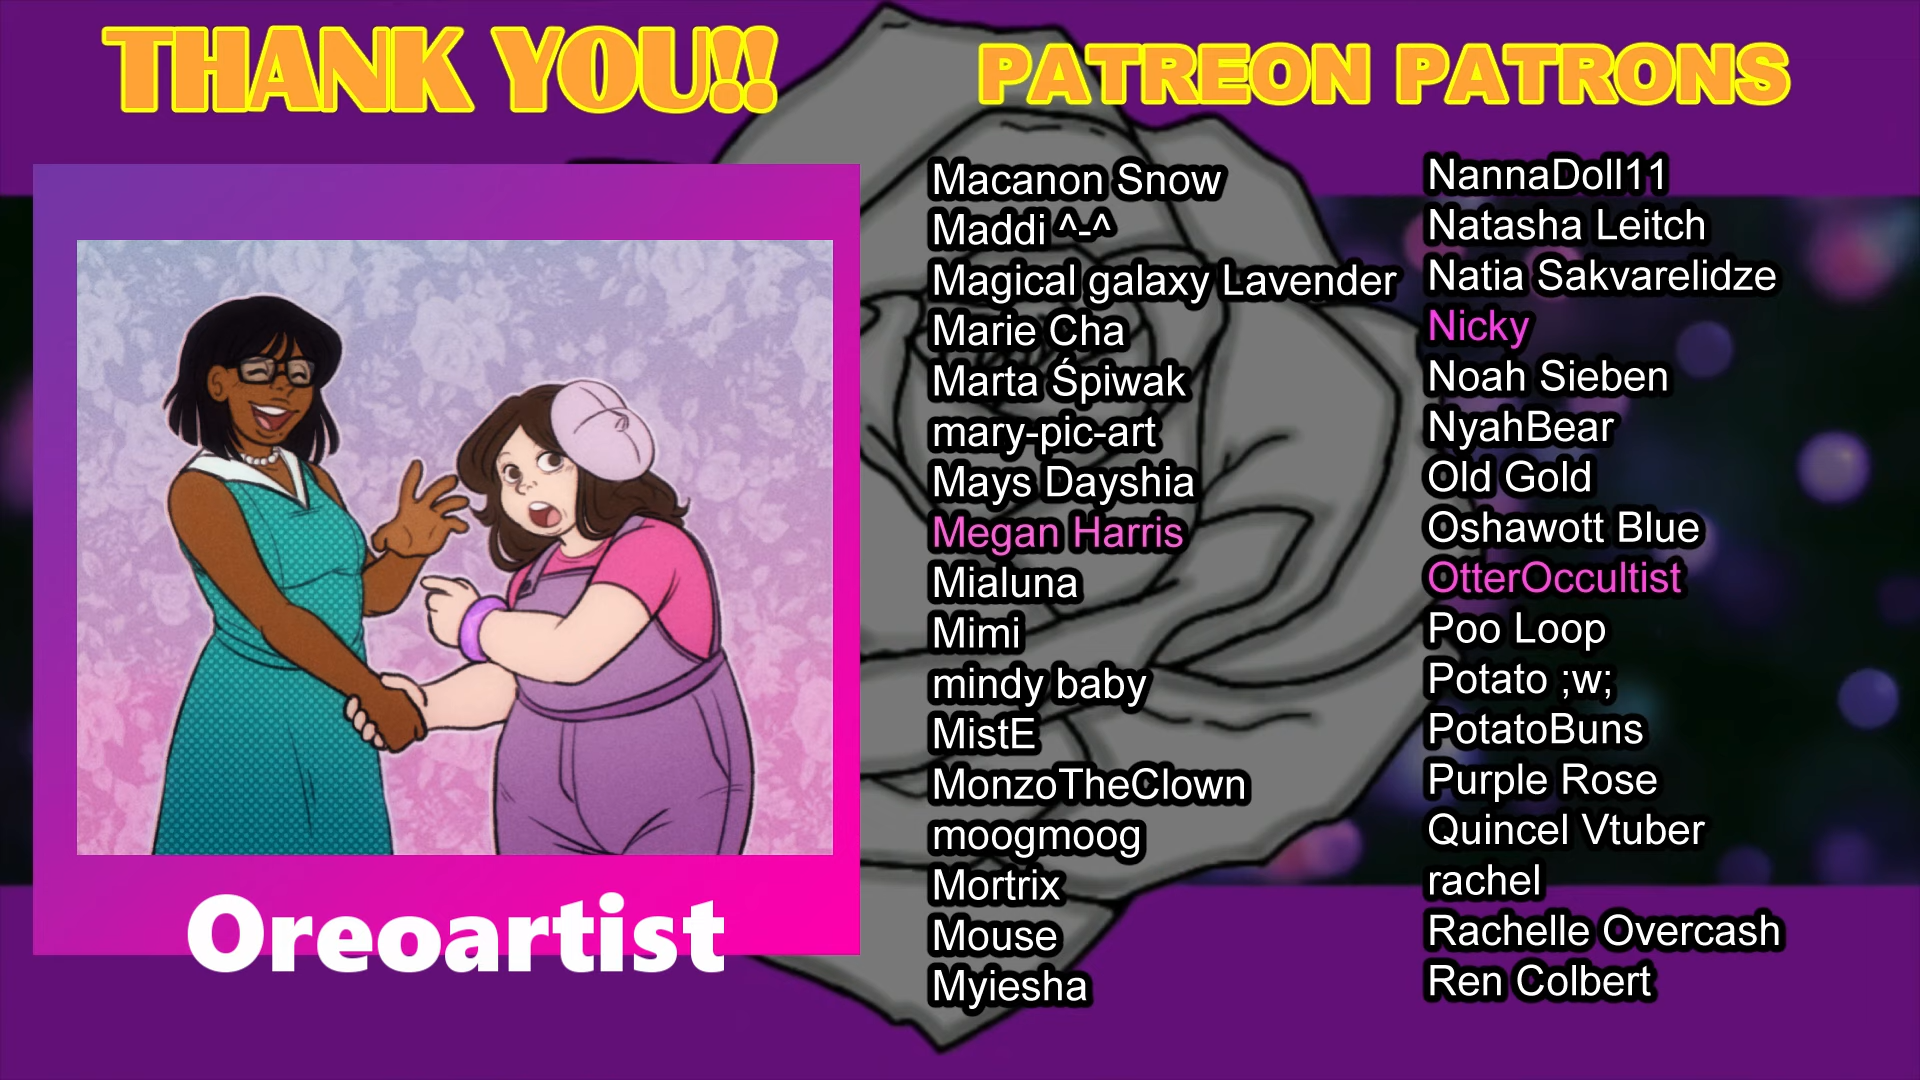 THANK YOU!!
Oreoartist
PATREON PATRONS
Macanon Snow
Maddi ^-^
Magical galaxy Lavender
Marie Cha
Marta Śpiwak
mary-pic-art
Mays Dayshia
Megan Harris
Mialuna
Mimi
mindy baby
MistE
MonzoTheClown
moogmoog
Mortrix
Mouse
Myiesha
NannaDoll11
Natasha Leitch
Natia Sakvarelidze
Nicky
Noah Sieben
NyahBear
Old Gold
Oshawott Blue
OtterOccultist
Poo Loop
Potato ;w;
PotatoBuns
Purple Rose
Quincel Vtuber
rachel
Rachelle Overcash
Ren Colbert